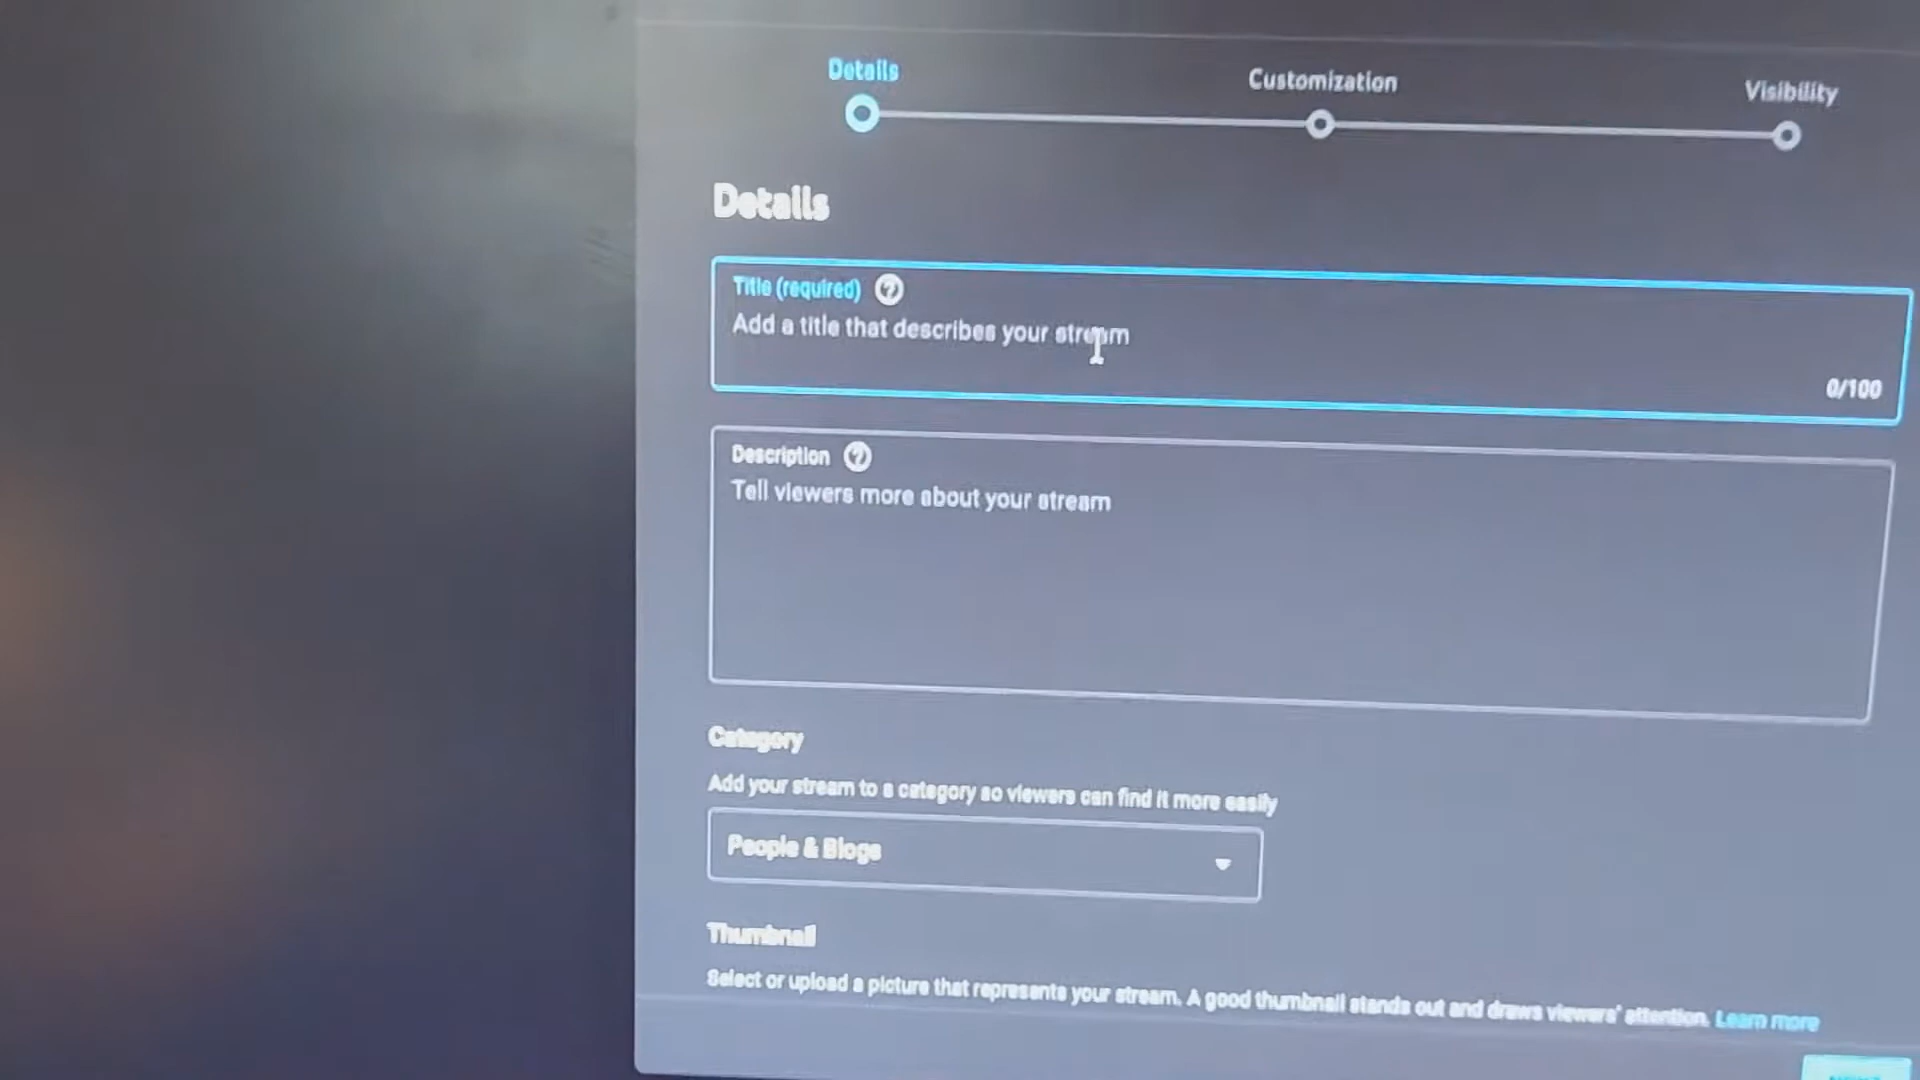 Details
Customization
Visibility
Details
Title (required)
Add a title that describes your stream
0/100
Description
Tell viewers more about your stream
Category
Add your stream to a category so viewers can find it more easily
People & Blogs
Thumbnail
Select or upload a picture that represents your stream. A good thumbnail stands out and draws viewers' attention. Learn more